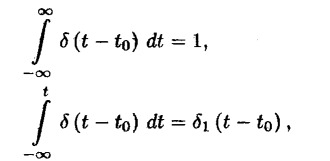 ∫_{-∞}^{∞} δ (t − t₀) dt = 1,
∫_{-∞}^{t} δ (t − t₀) dt = δ₁ (t − t₀),